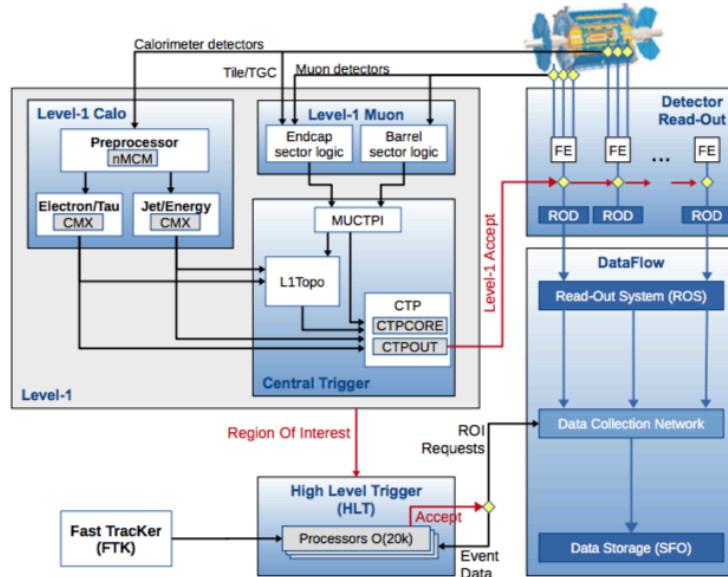 Calorimeter detectors
Tile/TGC
Muon detectors
Level-1 Calo
Preprocessor
nMCM
Electron/Tau
CMX
Jet/Energy
CMX
Level-1 Muon
Endcap
sector logic
Barrel
sector logic
MUCTPI
L1Topo
CTP
CTPCORE
CTPOUT
Central Trigger
Level-1
Level-1 Accept
Detector
Read-Out
FE
FE
...
FE
ROD
ROD
ROD
DataFlow
Read-Out System (ROS)
Data Collection Network
Data Storage (SFO)
Region Of Interest
ROI
Requests
High Level Trigger
(HLT)
Accept
Processors O(20k)
Event
Data
Fast TracKer
(FTK)